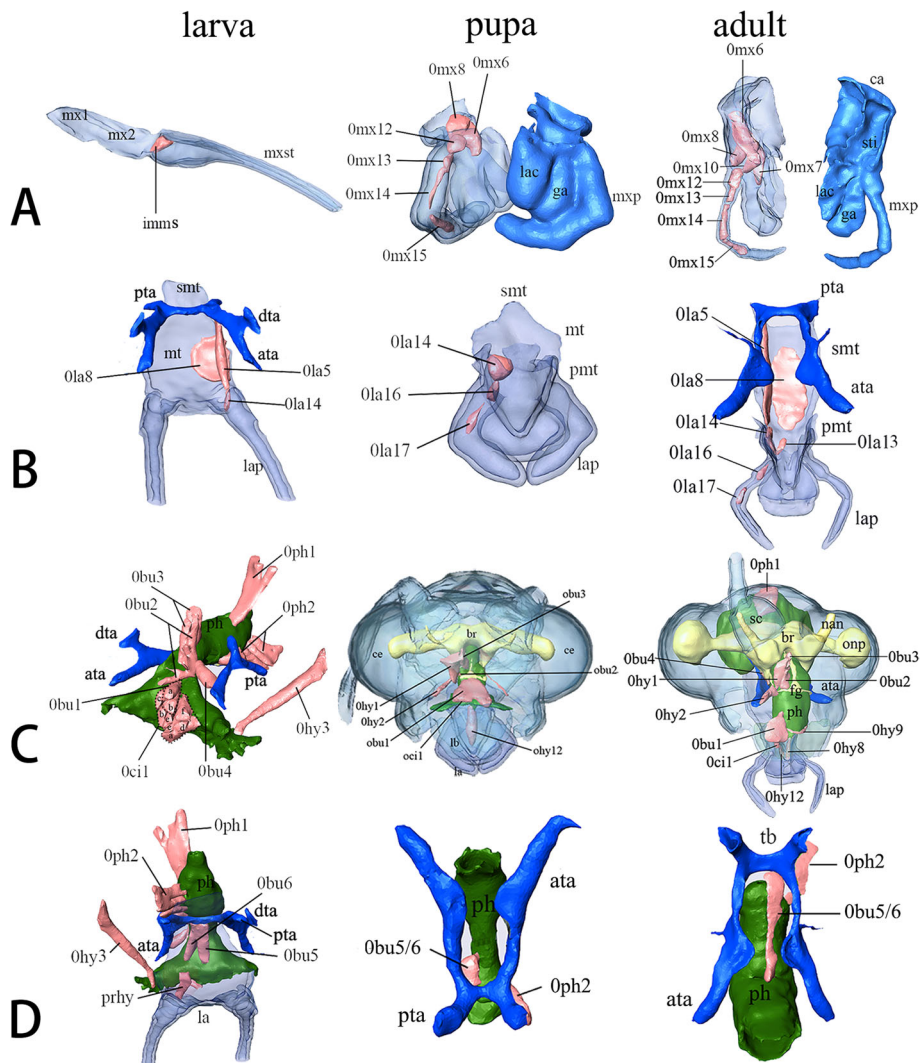 larva
pupa
adult
A
mx1
mx2
mxst
imms
0mx8
0mx6
0mx12
0mx13
0mx14
0mx15
lac
ga
mxp
0mx6
ca
0mx8
sti
0mx10
0mx7
0mx12
0mx13
lac
mxp
0mx14
ga
0mx15
B
smt
pta
dta
mt
ata
0la8
0la5
0la14
lap
smt
mt
0la14
pmt
0la16
0la17
lap
pta
0la5
smt
0la8
ata
0la14
pmt
0la13
0la16
0la17
lap
C
0ph1
0bu3
0bu2
ph
0ph2
dta
ata
pta
0bu1
0hy3
0ci1
0bu4
obu3
br
ce
ce
obu2
0hy1
0hy2
obu1
oci1
lb
ohy12
la
0ph1
sc
nan
br
onp
0bu4
0bu3
0hy1
0bu2
fg
ata
0hy2
ph
0bu1
0hy9
0ci1
0hy8
0hy12
lap
D
0ph1
0ph2
ph
0bu6
dta
ata
pta
0hy3
0bu5
prhy
la
ata
ph
0bu5/6
0ph2
pta
tb
0ph2
0bu5/6
ata
ph